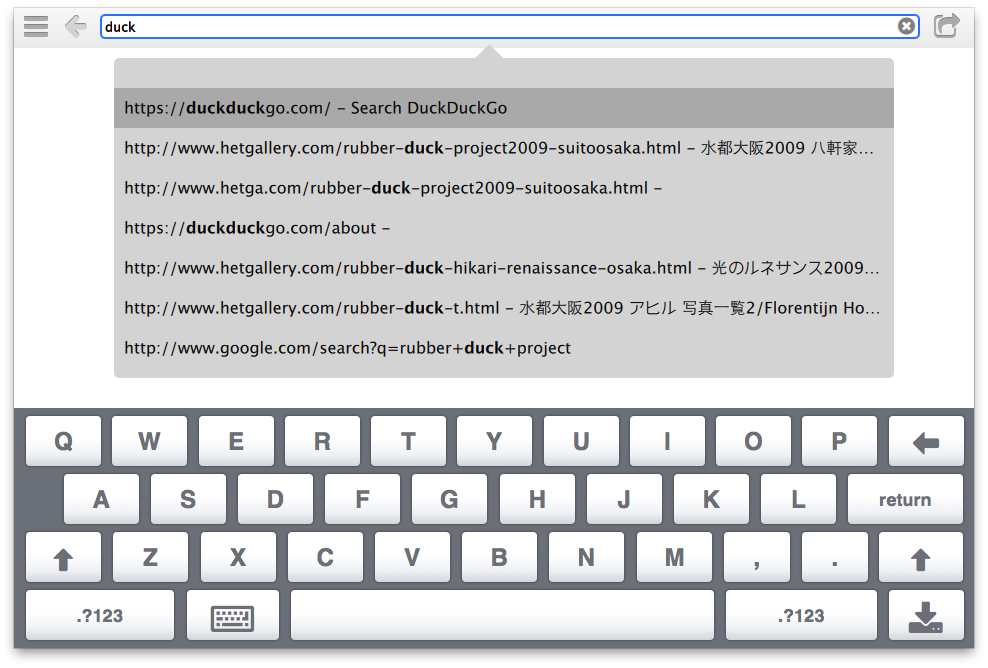 duck
https://duckduckgo.com/ – Search DuckDuckGo
http://www.hetgallery.com/rubber-duck-project2009-suitoosaka.html – 水都大阪2009 八軒家…
http://www.hetga.com/rubber-duck-project2009-suitoosaka.html –
https://duckduckgo.com/about –
http://www.hetgallery.com/rubber-duck-hikari-renaissance-osaka.html – 光のルネサンス2009…
http://www.hetgallery.com/rubber-duck-t.html – 水都大阪2009 アヒル 写真一覧2/Florentijn Ho…
http://www.google.com/search?q=rubber+duck+project
Q W E R T Y U I O P
A S D F G H J K L return
Z X C V B N M , .
.?123 .?123